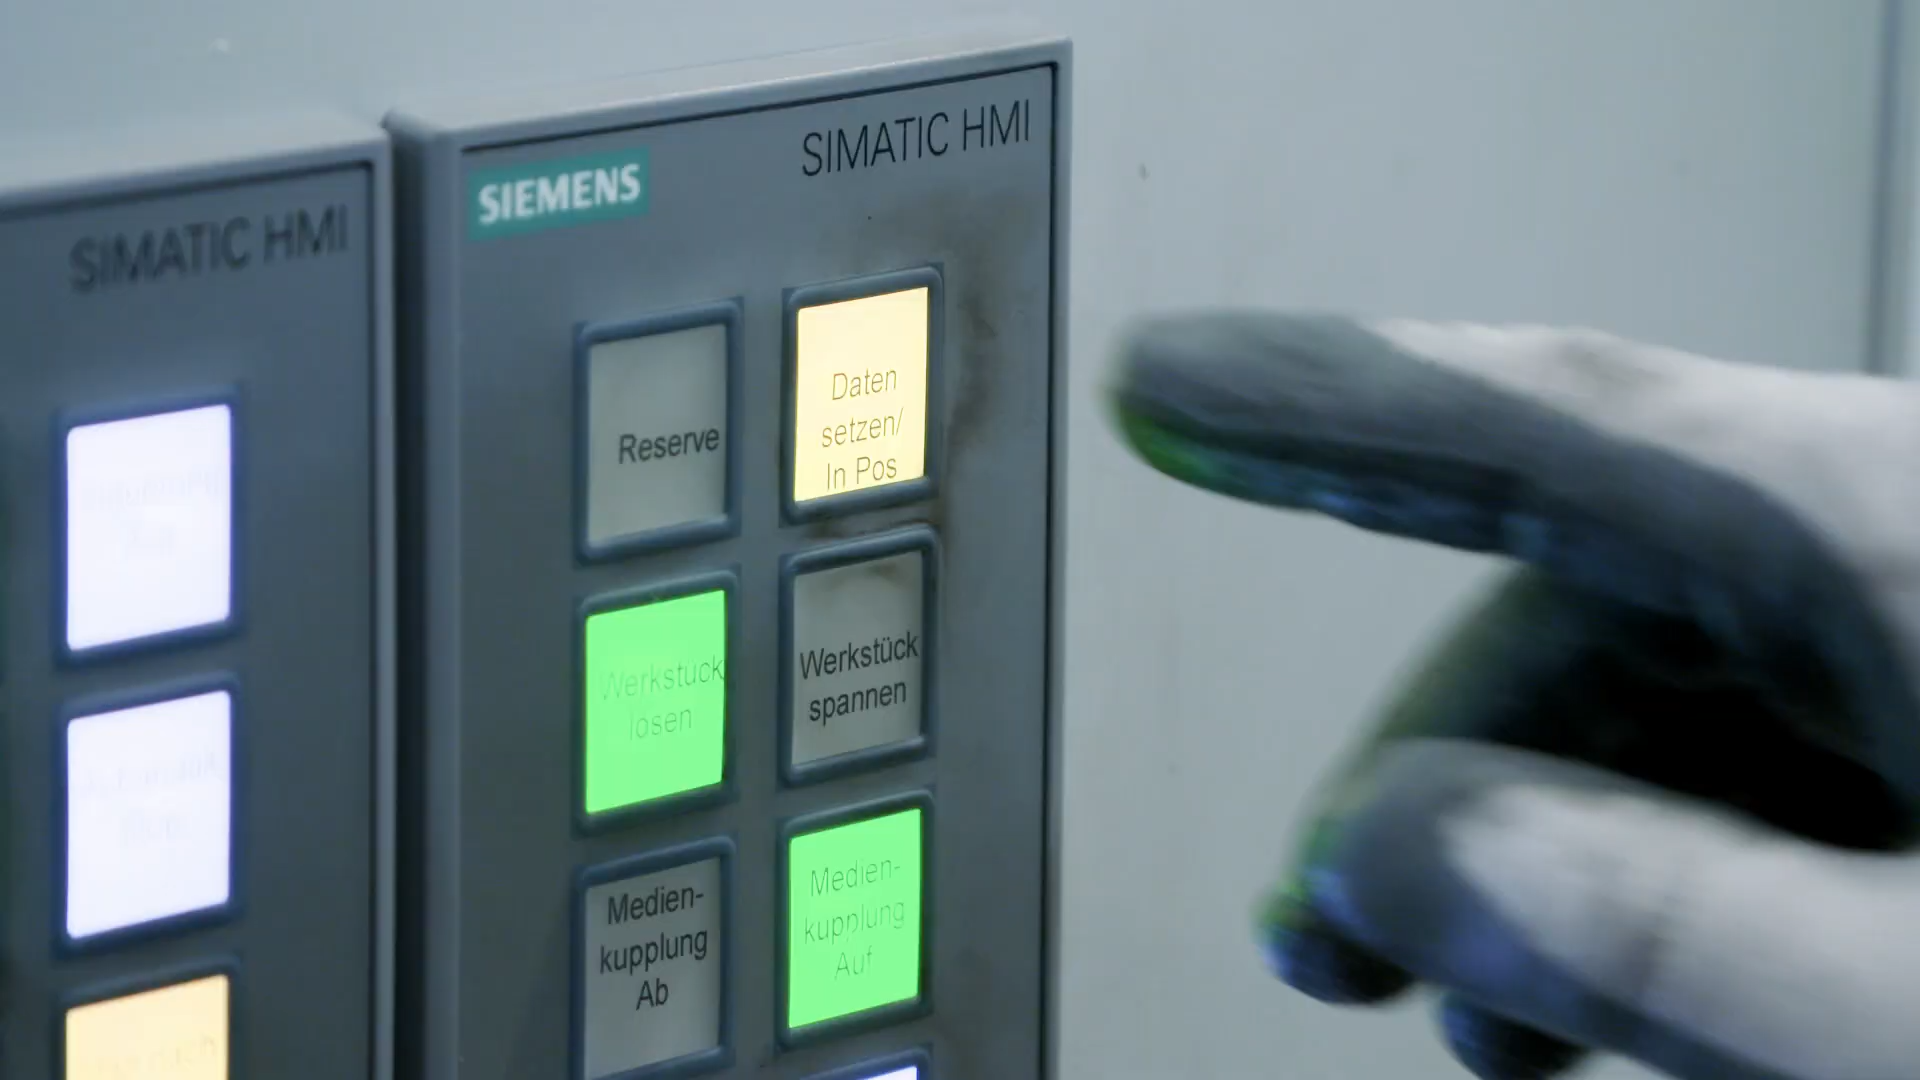 SIMATIC HMI
SIEMENS
SIMATIC HMI
Reserve
Daten
setzen/
In Pos
Werkstück
lösen
Werkstück
spannen
Medien-
kupplung
Ab
Medien-
kupplung
Auf